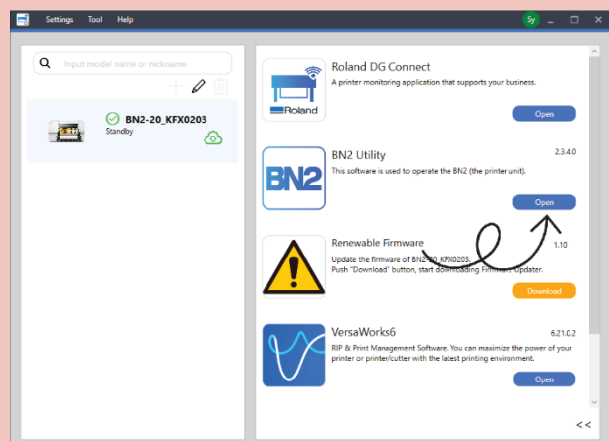 Settings Tool Help
Sy
Input model name or nickname
BN2-20_KFX0203
Standby
Roland DG Connect
A printer monitoring application that supports your business.
Roland
Open
BN2 Utility 2.3.4.0
This software is used to operate the BN2 (the printer unit).
BN2
Open
Renewable Firmware 1.10
Update the firmware of BN2-20_KFX0203.
Push "Download" button, start downloading Firmware Updater.
Download
VersaWorks6 6.21.0.2
RIP & Print Management Software. You can maximize the power of your
printer or printer/cutter with the latest printing environment.
Open
<<